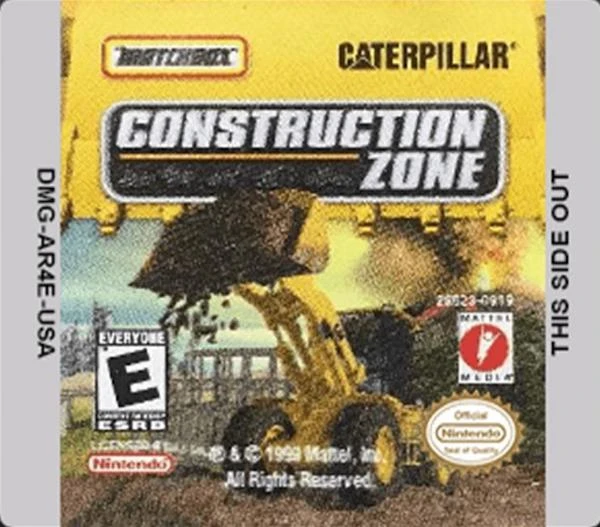 MATCHBOX
CATERPILLAR®
CONSTRUCTION
ZONE
DMG-AR4E-USA
THIS SIDE OUT
28523-0919
MATTEL
MEDIA
EVERYONE
E
ESRB
Nintendo
® & © 1999 Mattel, Inc.
All Rights Reserved.
Official
Nintendo
Seal of Quality